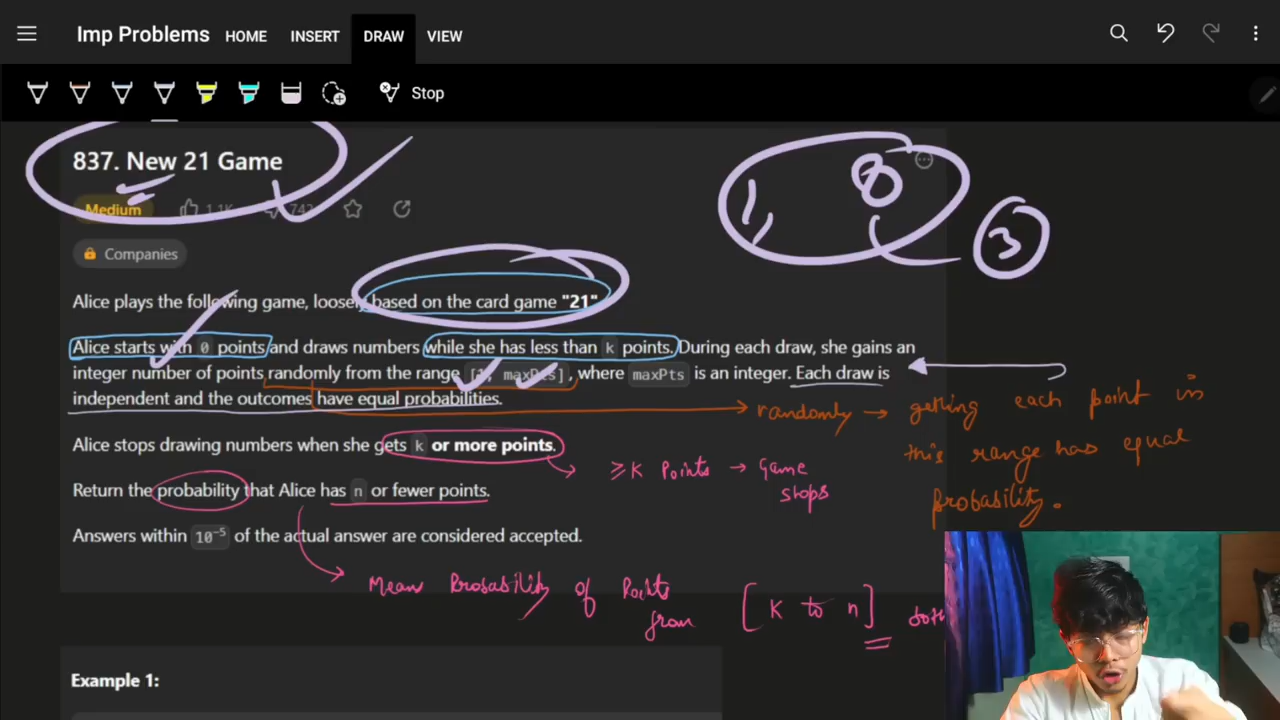 Imp Problems HOME INSERT DRAW VIEW
Stop
837. New 21 Game
Medium 1.1K
1, 8
3
Companies
Alice plays the following game, loosely based on the card game "21".
Alice starts with 0 points and draws numbers while she has less than k points. During each draw, she gains an
integer number of points randomly from the range [1, maxPts], where maxPts is an integer. Each draw is
independent and the outcomes have equal probabilities.
randomly → getting each point in
this range has equal
probability.
Alice stops drawing numbers when she gets k or more points.
≥K Points → Game
stops
Return the probability that Alice has n or fewer points.
Answers within 10⁻⁵ of the actual answer are considered accepted.
Mean Probability of Points
from [K to n]
Example 1: